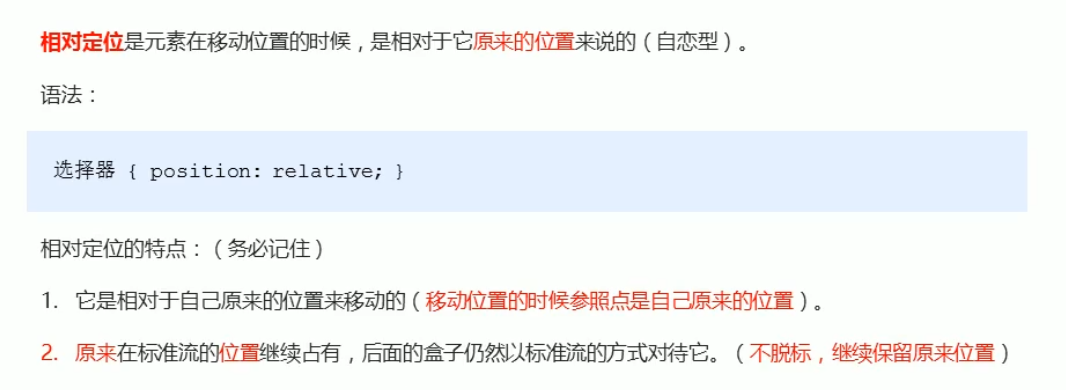 相对定位是元素在移动位置的时候，是相对于它原来的位置来说的（自恋型）。
语法：
选择器 { position: relative; }
相对定位的特点：（务必记住）
1. 它是相对于自己原来的位置来移动的（移动位置的时候参照点是自己原来的位置）。
2. 原来在标准流的位置继续占有，后面的盒子仍然以标准流的方式对待它。（不脱标，继续保留原来位置）